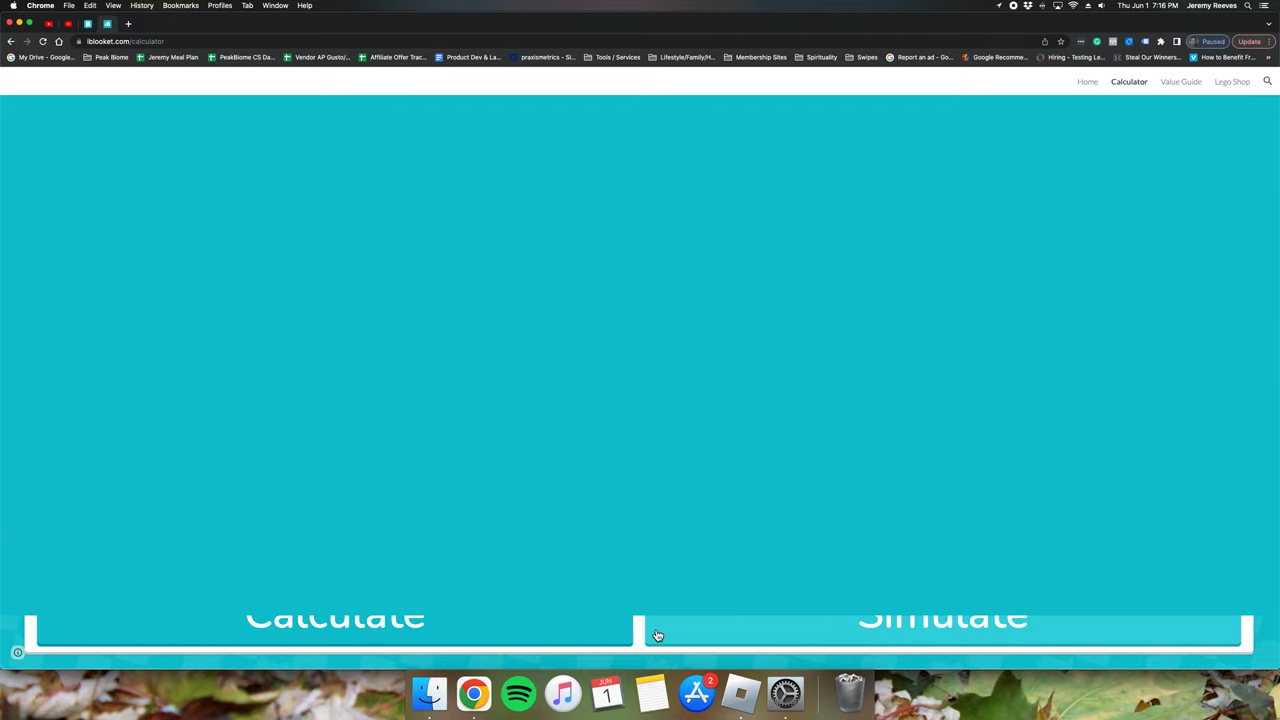 Chrome File Edit View History Bookmarks Profiles Tab Window Help Thu Jun 1 7:16 PM Jeremy Reeves
iblooket.com/calculator Paused Update
My Drive - Google... Peak Biome Jeremy Meal Plan PeakBiome CS Da... Vendor AP Gusto/... Affiliate Offer Trac... Product Dev & La... praxismetrics - Si... Tools / Services Lifestyle/Family/H... Membership Sites Spirituality Swipes Report an ad - Go... Google Recomme... Hiring - Testing Le... Steal Our Winners... How to Benefit Fr... »
Home Calculator Value Guide Lego Shop
Calculate Simulate
JUN 2
1